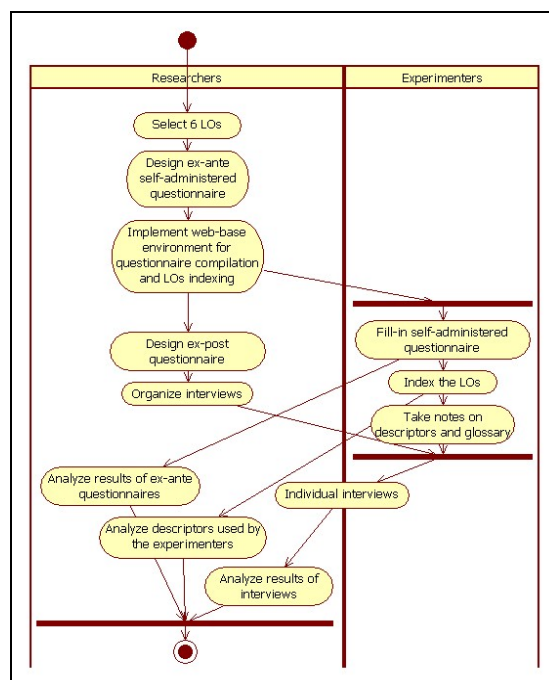 Researchers
Experimenters
Select 6 LOs
Design ex-ante
self-administered
questionnaire
Implement web-base
environment for
questionnaire compilation
and LOs indexing
Fill-in self-administered
questionnaire
Design ex-post
questionnaire
Index the LOs
Organize interviews
Take notes on
descriptors and glossary
Analyze results of ex-ante
questionnaires
Individual interviews
Analyze descriptors used by
the experimenters
Analyze results of
interviews